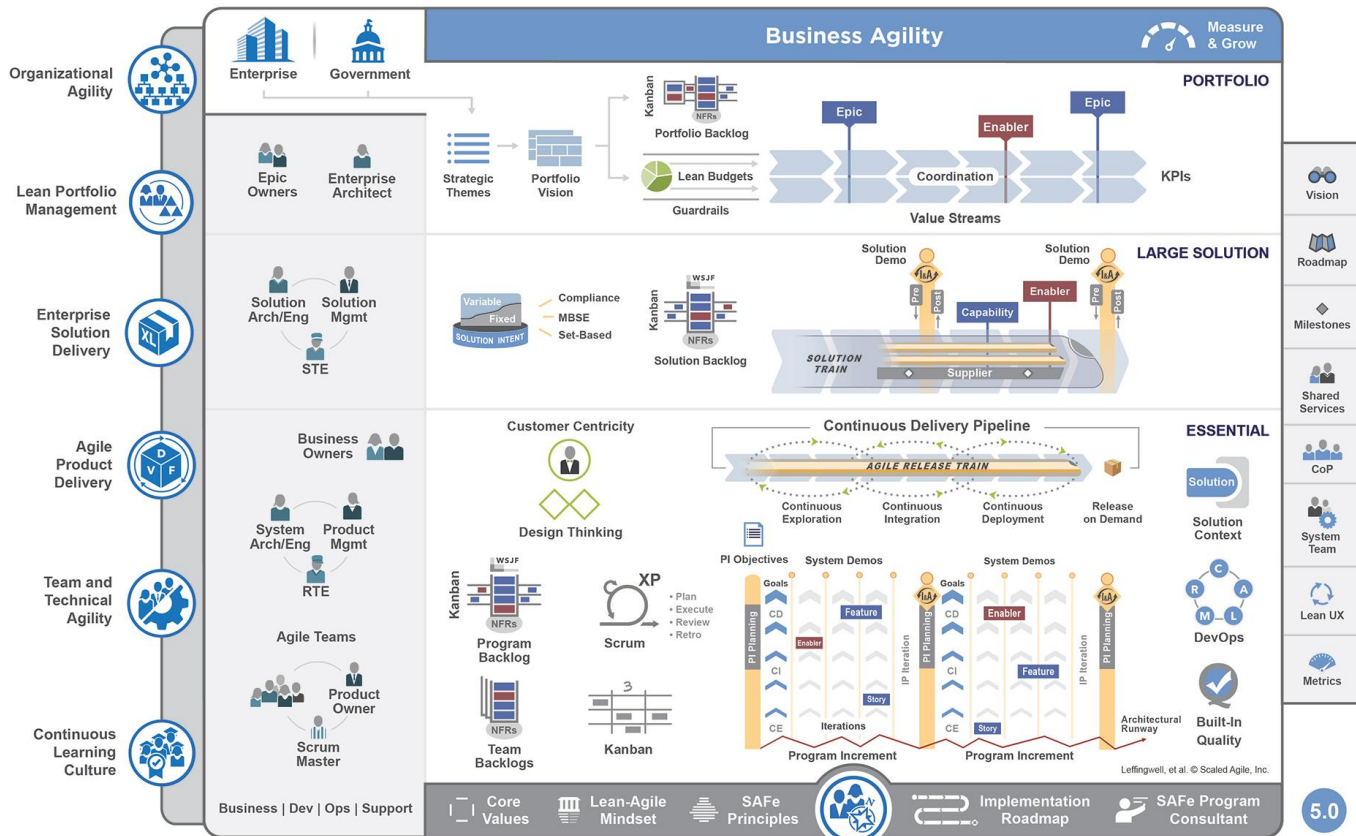 Organizational
Agility
Lean Portfolio
Management
Enterprise
Solution
Delivery
Agile
Product
Delivery
D
V
F
XL
Team and
Technical
Agility
Continuous
Learning
Culture
Enterprise
Government
Business Agility
Measure
& Grow
PORTFOLIO
Epic
Owners
Enterprise
Architect
Strategic
Themes
Portfolio
Vision
Kanban
NFRs
Portfolio Backlog
Lean Budgets
Guardrails
Epic
Enabler
Epic
Coordination
KPIs
Value Streams
LARGE SOLUTION
Solution
Arch/Eng
Solution
Mgmt
STE
Variable
Fixed
SOLUTION INTENT
Compliance
MBSE
Set-Based
WSJF
Kanban
NFRs
Solution Backlog
Solution
Demo
I&A
Pre
Post
Capability
Enabler
Solution
Demo
I&A
Pre
Post
SOLUTION
TRAIN
Supplier
ESSENTIAL
Business
Owners
System
Arch/Eng
Product
Mgmt
RTE
Agile Teams
Product
Owner
Scrum
Master
Business | Dev | Ops | Support
Customer Centricity
Design Thinking
WSJF
Kanban
NFRs
Program
Backlog
XP
• Plan
• Execute
• Review
• Retro
Scrum
NFRs
Team
Backlogs
3
Kanban
Continuous Delivery Pipeline
AGILE RELEASE TRAIN
Continuous
Exploration
Continuous
Integration
Continuous
Deployment
Release
on Demand
PI Objectives
System Demos
System Demos
Goals
Goals
I&A
I&A
PI Planning
PI Planning
PI Planning
CD
CI
CE
CD
CI
CE
Feature
Enabler
Story
IP Iteration
Enabler
Feature
Story
IP Iteration
Iterations
Program Increment
Program Increment
Architectural
Runway
Solution
Solution
Context
C
A
L
M
R
DevOps
Built-In
Quality
Leffingwell, et al. © Scaled Agile, Inc.
Vision
Roadmap
Milestones
Shared
Services
CoP
System
Team
Lean UX
Metrics
Core
Values
Lean-Agile
Mindset
SAFe
Principles
N
Implementation
Roadmap
SAFe Program
Consultant
5.0